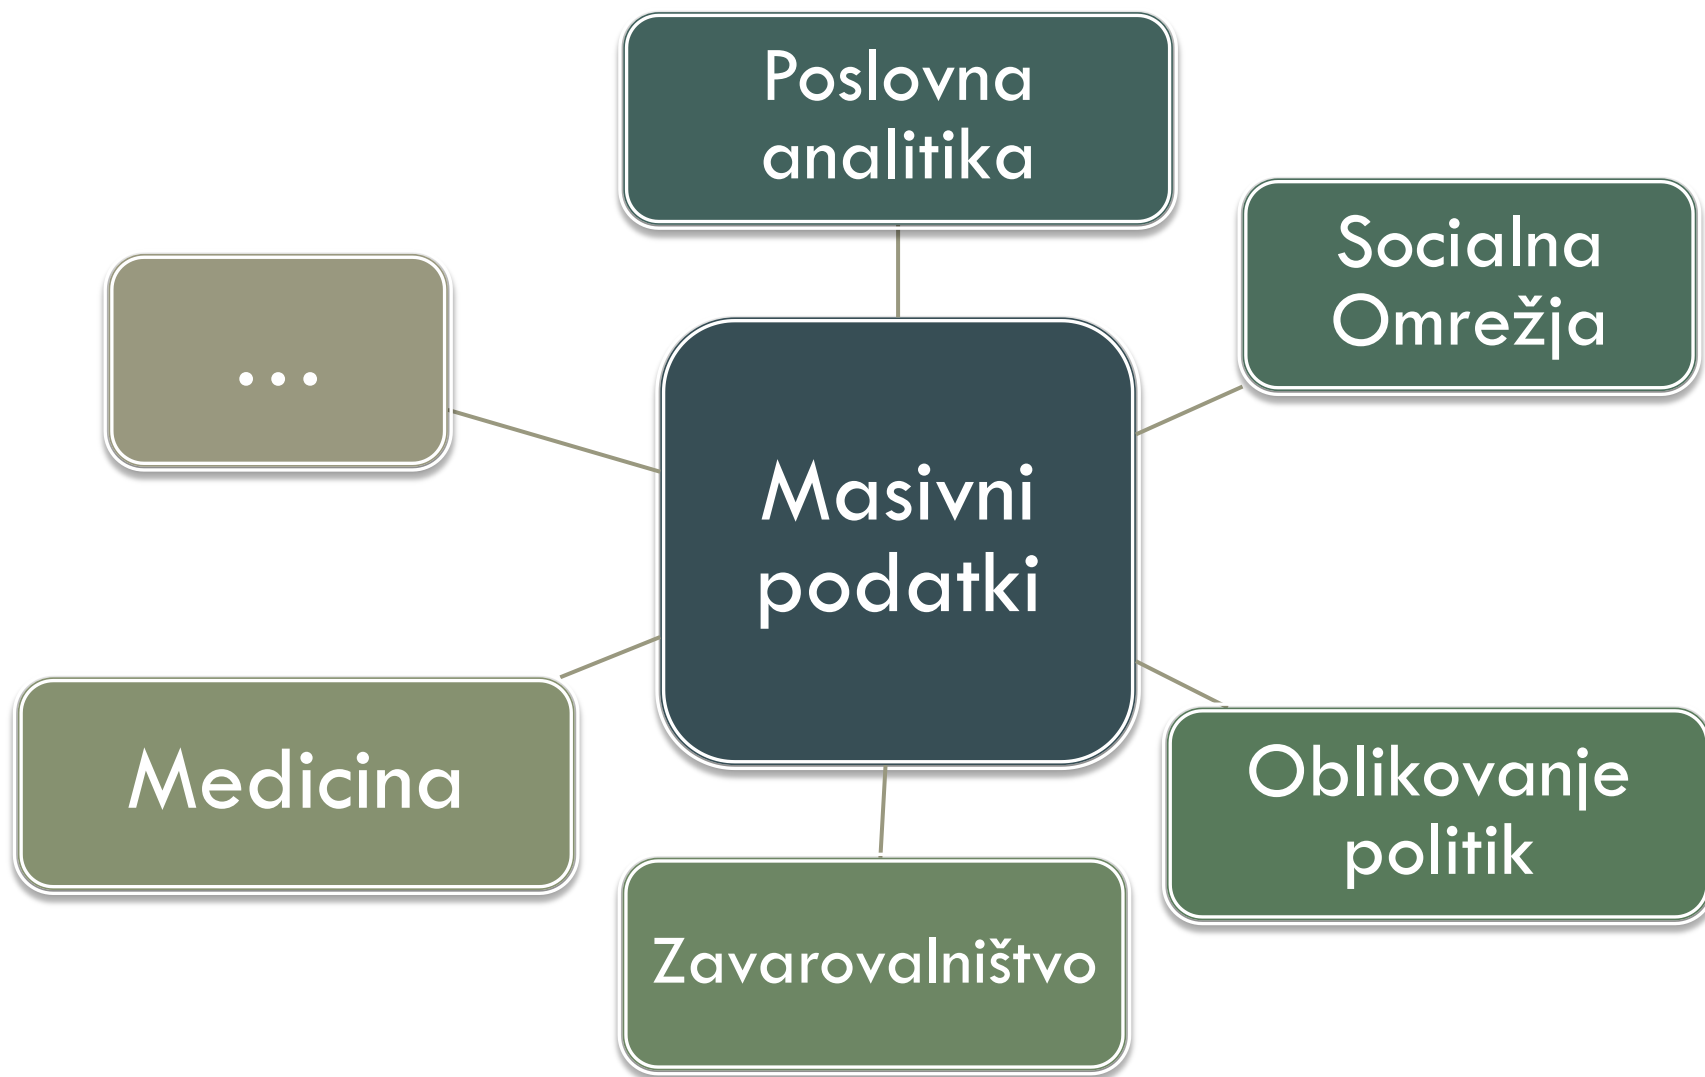 Poslovna
analitika
Socialna
Omrežja
...
Masivni
podatki
Medicina
Oblikovanje
politik
Zavarovalništvo